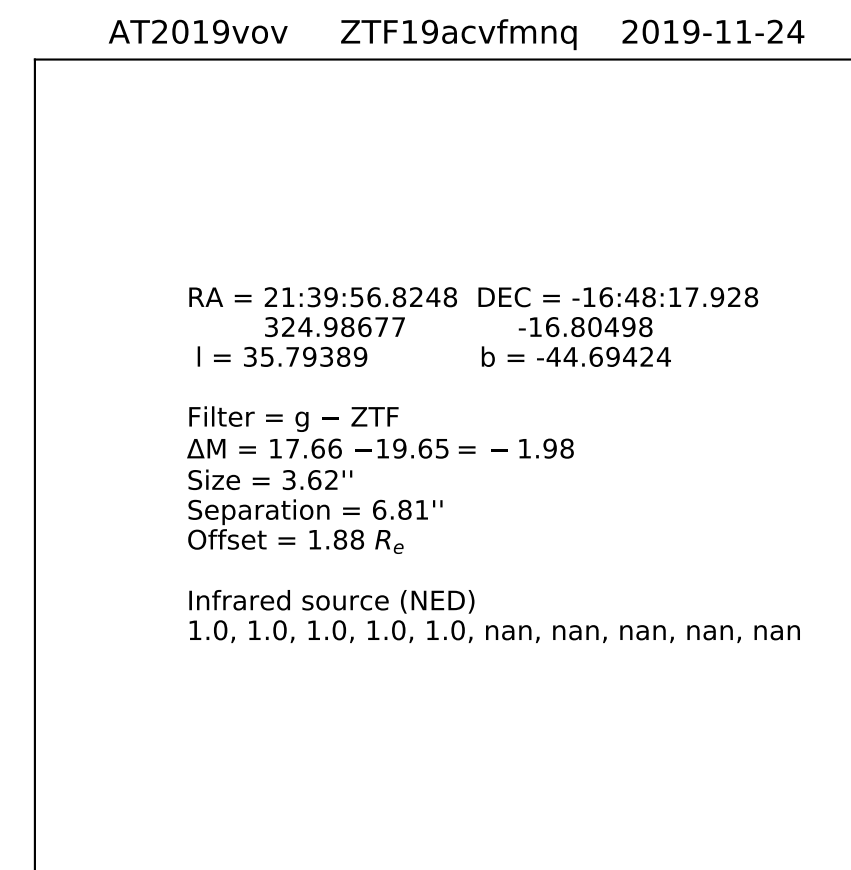 AT2019vov ZTF19acvfmnq 2019-11-24
RA = 21:39:56.8248 DEC = -16:48:17.928
324.98677 -16.80498
l = 35.79389 b = -44.69424
Filter = g − ZTF
ΔM = 17.66 −19.65 = − 1.98
Size = 3.62''
Separation = 6.81''
Offset = 1.88 Re
Infrared source (NED)
1.0, 1.0, 1.0, 1.0, 1.0, nan, nan, nan, nan, nan